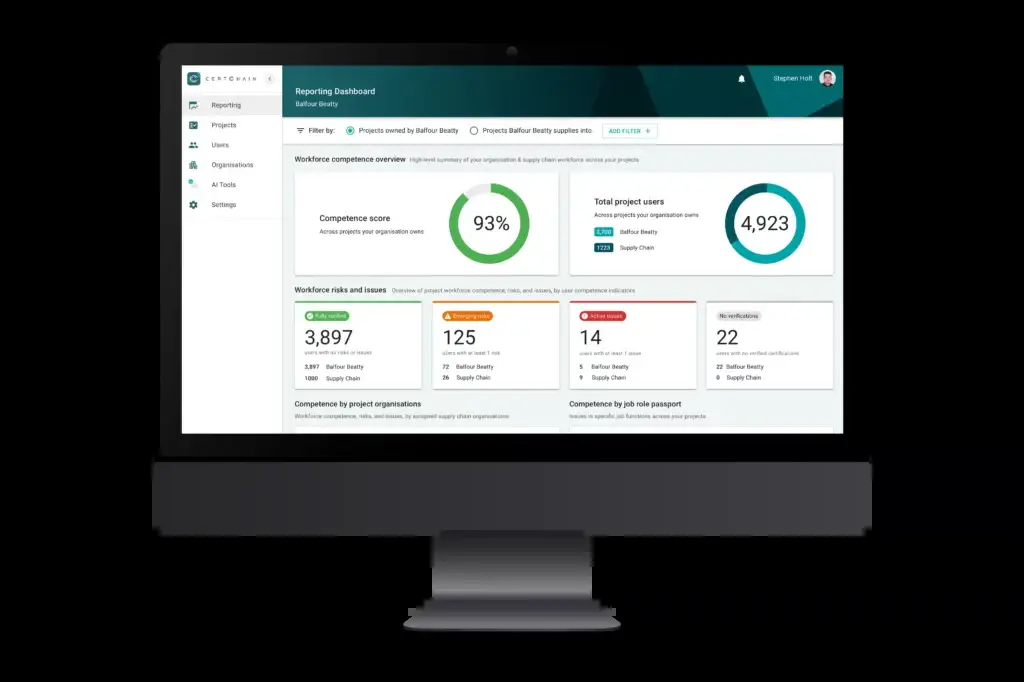 CERTCHAIN
Reporting Dashboard
Balfour Beatty
Stephen Holt
Reporting
Projects
Users
Organisations
AI Tools
Settings
Filter by: Projects owned by Balfour Beatty Projects Balfour Beatty supplies into ADD FILTER +
Workforce competence overview High-level summary of your organisation & supply chain workforce across your projects
Competence score
Across projects your organisation owns
93%
Total project users
Across projects your organisation owns
3,700 Balfour Beatty
1223 Supply Chain
4,923
Workforce risks and issues Overview of project workforce competence, risks, and issues, by user competence indicators
Fully verified
3,897
users with no risks or issues
3,897 Balfour Beatty
1000 Supply Chain
Emerging risks
125
users with at least 1 risk
72 Balfour Beatty
26 Supply Chain
Active issues
14
users with at least 1 issue
5 Balfour Beatty
9 Supply Chain
No verifications
22
users with no verified certifications
22 Balfour Beatty
0 Supply Chain
Competence by project organisations
Workforce competence, risks, and issues, by assigned supply chain organisations
Competence by job role passport
Issues in specific job functions across your projects